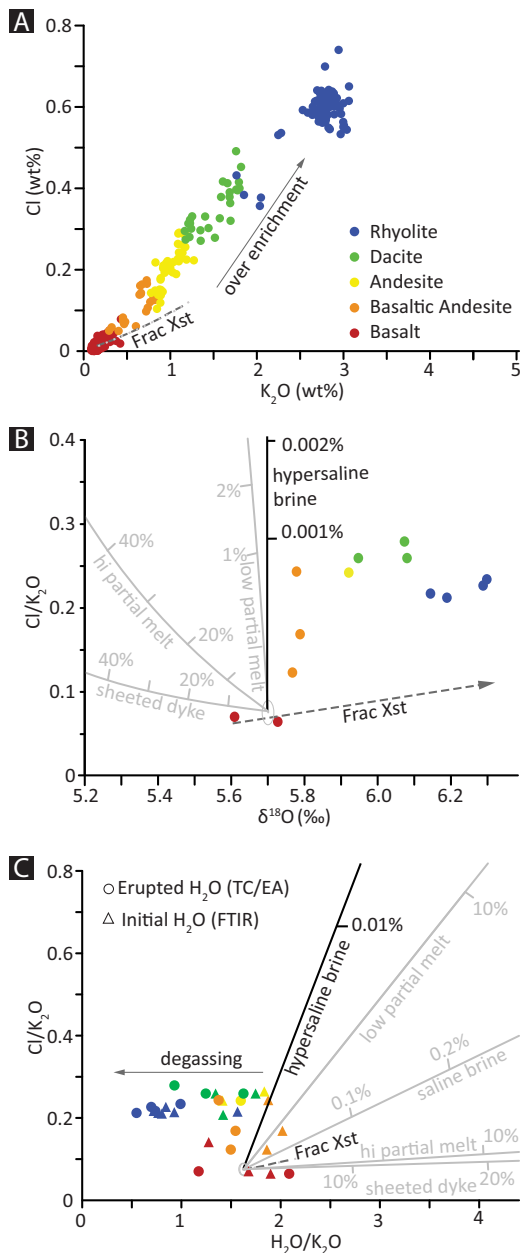 A
0.8
0.6
0.4
0.2
0
Cl (wt%)
over enrichment
Frac Xst
Rhyolite
Dacite
Andesite
Basaltic Andesite
Basalt
0 1 2 3 4 5
K₂O (wt%)
B
0.4
0.3
0.2
0.1
0
Cl/K₂O
0.002%
hypersaline
brine
0.001%
2%
1%
low partial melt
40%
20%
hi partial melt
40%
20%
sheeted dyke
Frac Xst
5.2 5.4 5.6 5.8 6.0 6.2
δ¹⁸O (‰)
C
0.8
0.6
0.4
0.2
0
Cl/K₂O
Erupted H₂O (TC/EA)
Initial H₂O (FTIR)
degassing
0.01%
hypersaline brine
10%
low partial melt
0.2%
0.1%
saline brine
Frac Xst
hi partial melt
10%
10%
20%
sheeted dyke
0 1 2 3 4
H₂O/K₂O